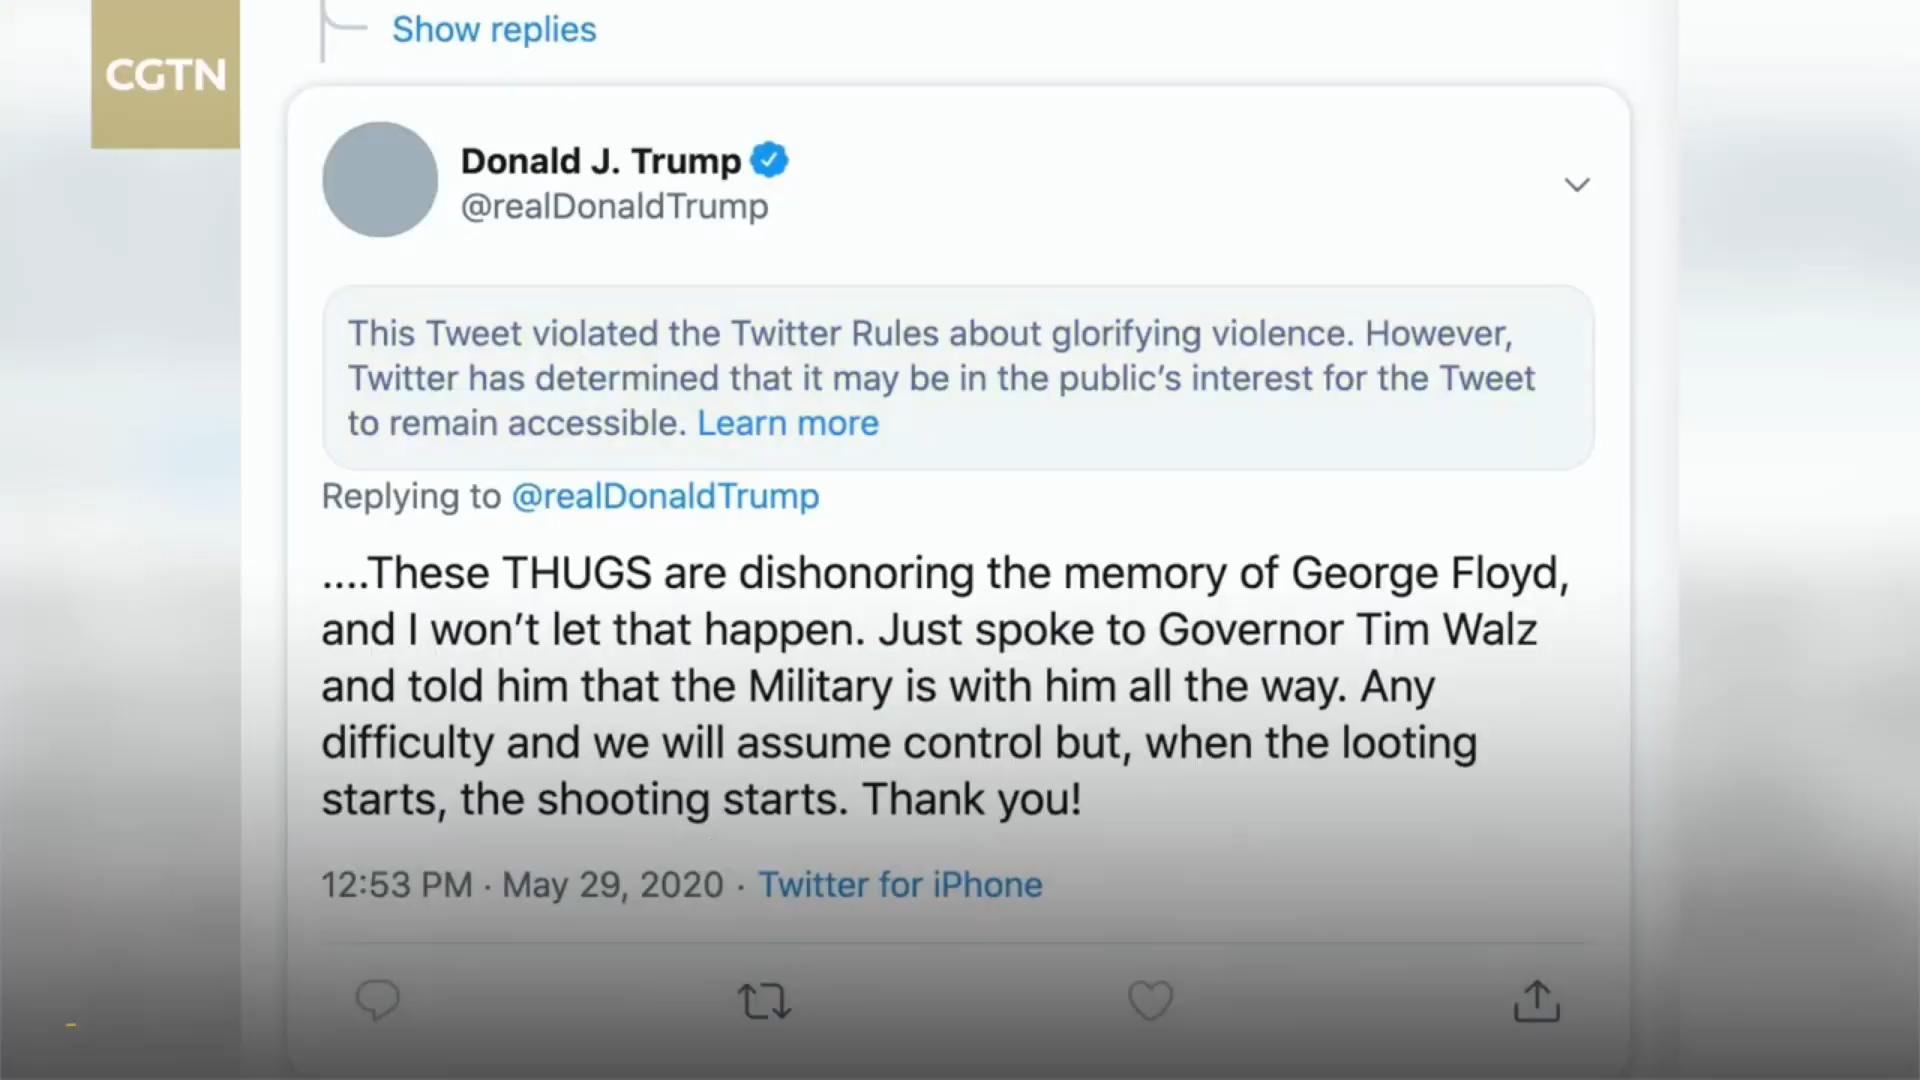 CGTN
Show replies
Donald J. Trump
@realDonaldTrump
This Tweet violated the Twitter Rules about glorifying violence. However,
Twitter has determined that it may be in the public's interest for the Tweet
to remain accessible. Learn more
Replying to @realDonaldTrump
....These THUGS are dishonoring the memory of George Floyd,
and I won't let that happen. Just spoke to Governor Tim Walz
and told him that the Military is with him all the way. Any
difficulty and we will assume control but, when the looting
starts, the shooting starts. Thank you!
12:53 PM · May 29, 2020 · Twitter for iPhone